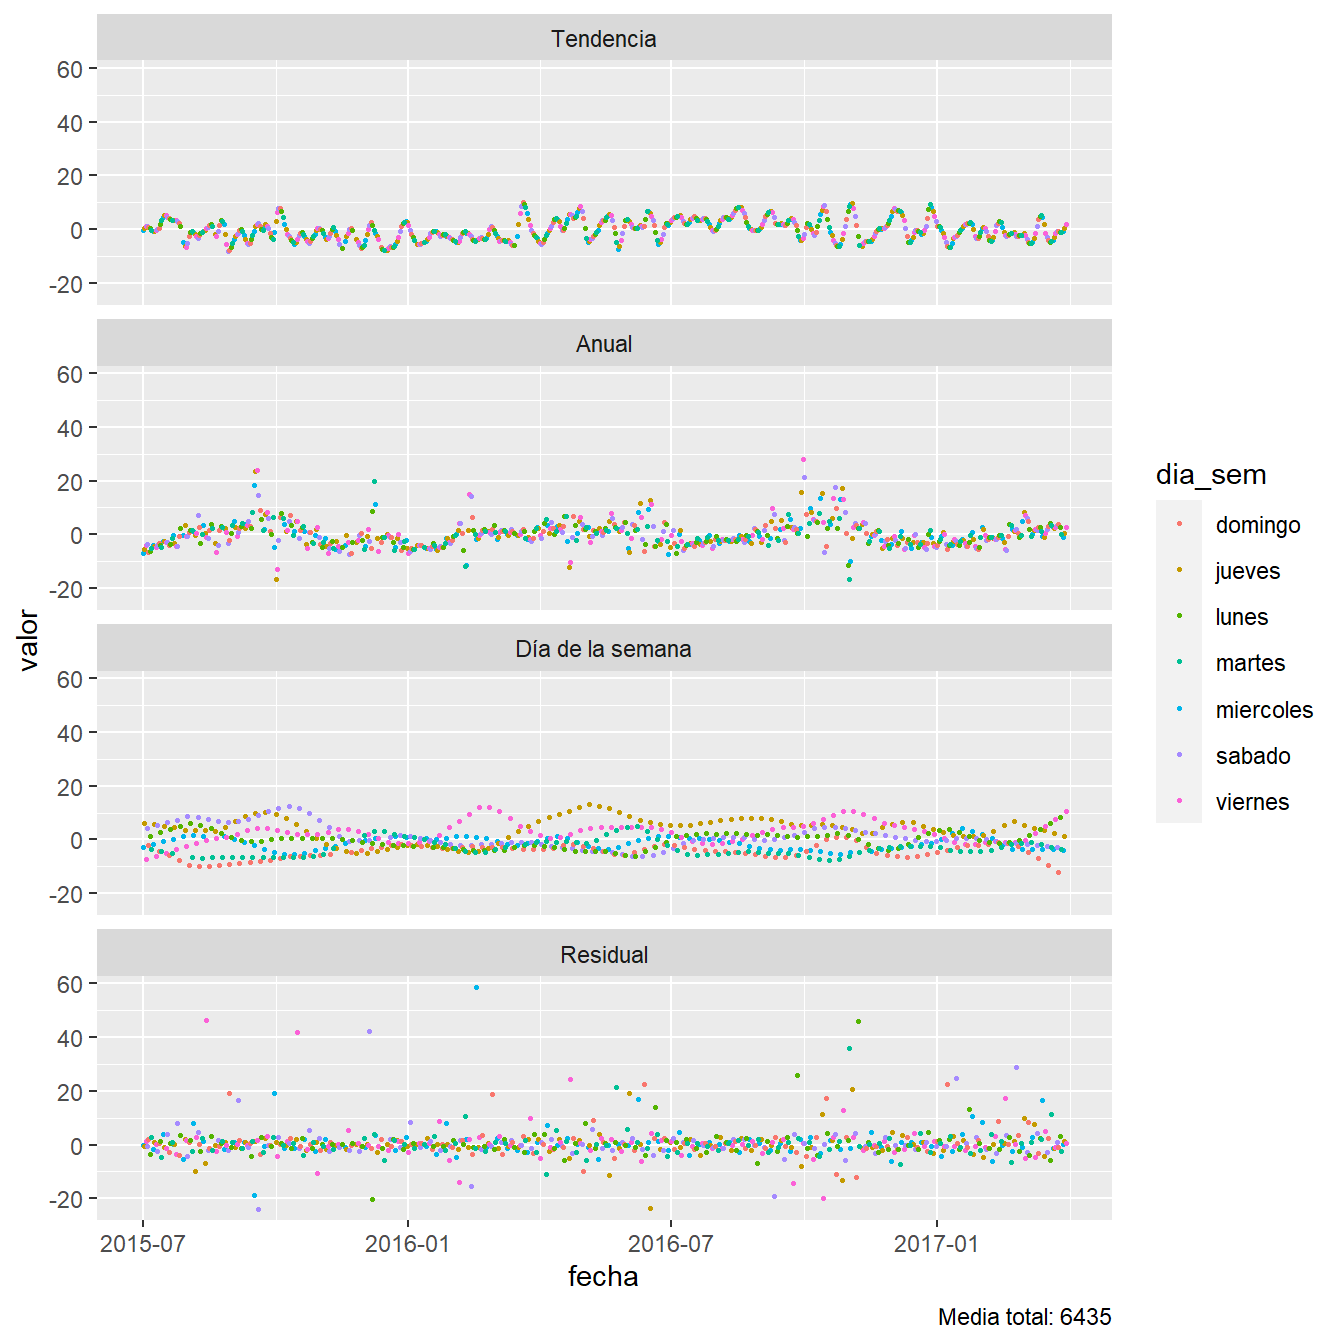 Tendencia
60
40
20
0
-20
Anual
60
40
20
0
-20
Día de la semana
60
40
20
0
-20
Residual
60
40
20
0
-20
2015-07 2016-01 2016-07 2017-01
fecha
valor
dia_sem
domingo
jueves
lunes
martes
miercoles
sabado
viernes
Media total: 6435